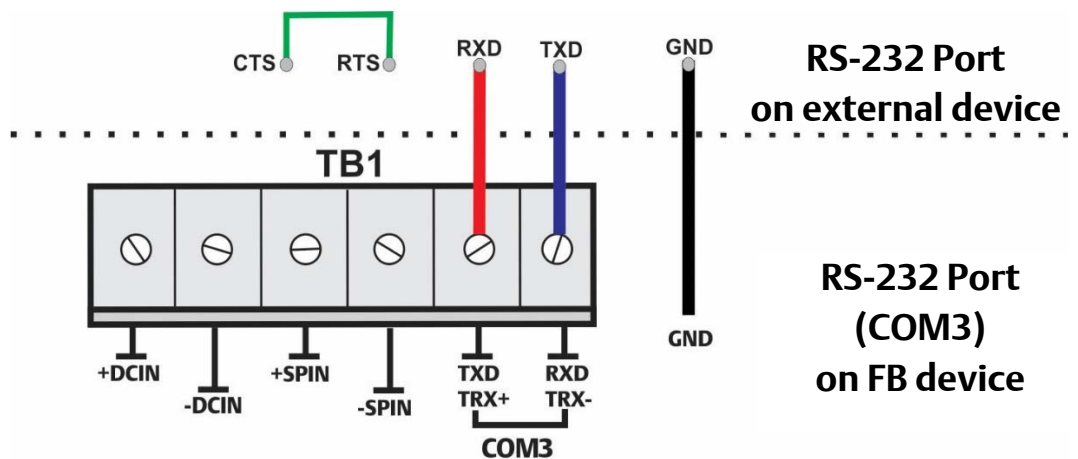 CTS RTS RXD TXD GND
RS-232 Port
on external device
TB1
+DCIN -DCIN +SPIN -SPIN TXD RXD
TRX+ TRX-
COM3
GND
RS-232 Port
(COM3)
on FB device